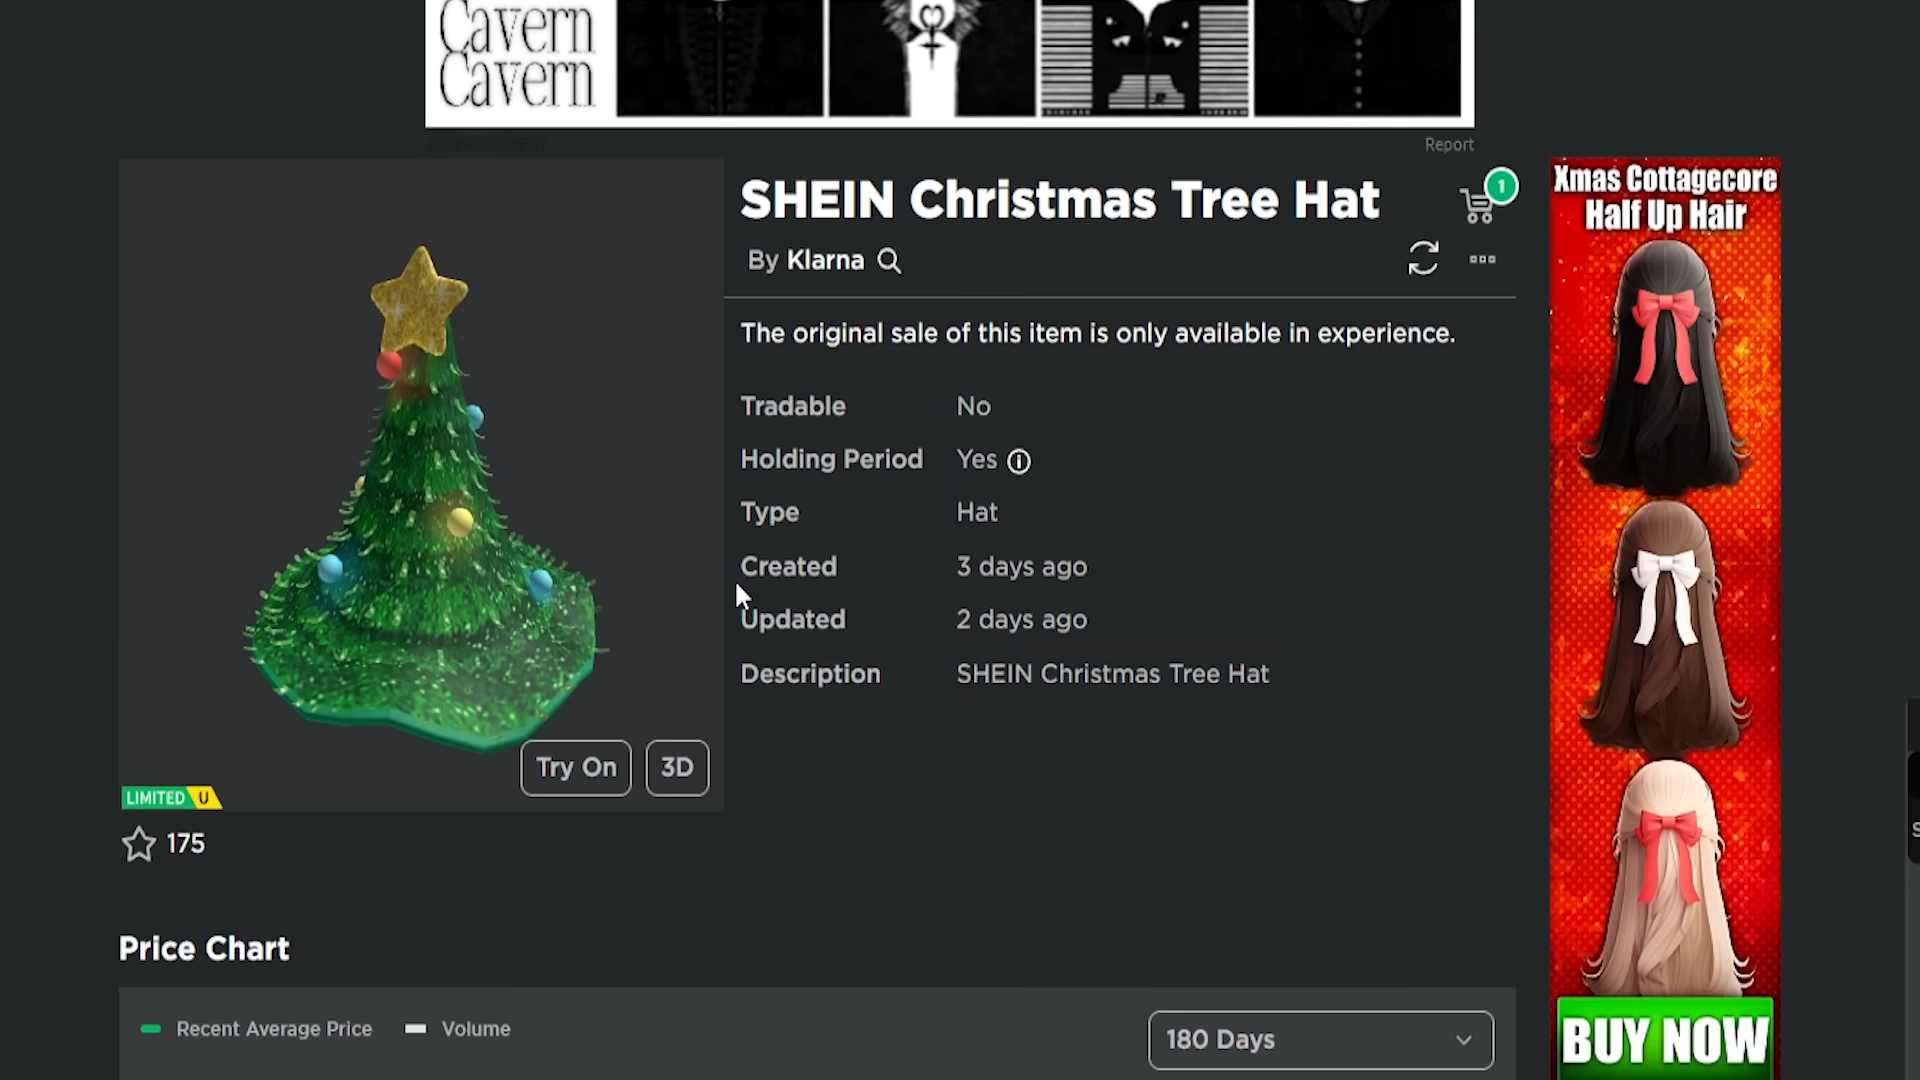 Cavern
Cavern
Report
SHEIN Christmas Tree Hat
1
By Klarna
The original sale of this item is only available in experience.
Tradable No
Holding Period Yes
Type Hat
Created 3 days ago
Updated 2 days ago
Description SHEIN Christmas Tree Hat
Try On
3D
LIMITED U
175
Price Chart
Recent Average Price
Volume
180 Days
Xmas Cottagecore
Half Up Hair
BUY NOW